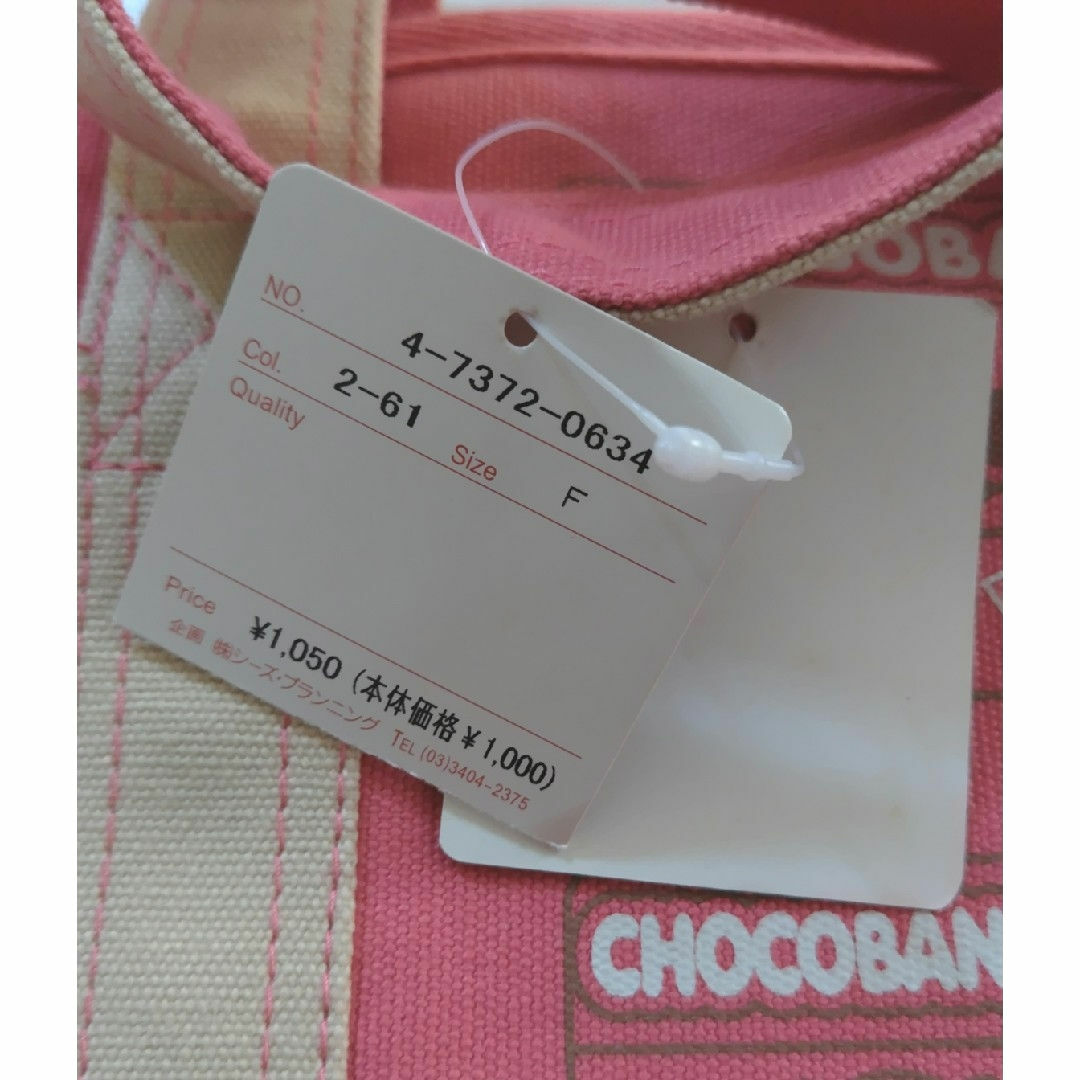 NO. 4-7372-0634
Col. 2-61 Size F
Quality
Price ¥1,050 (本体価格¥1,000)
企画 ㈱シーズ・プランニング TEL (03)3404-2375
CHOCOBAN